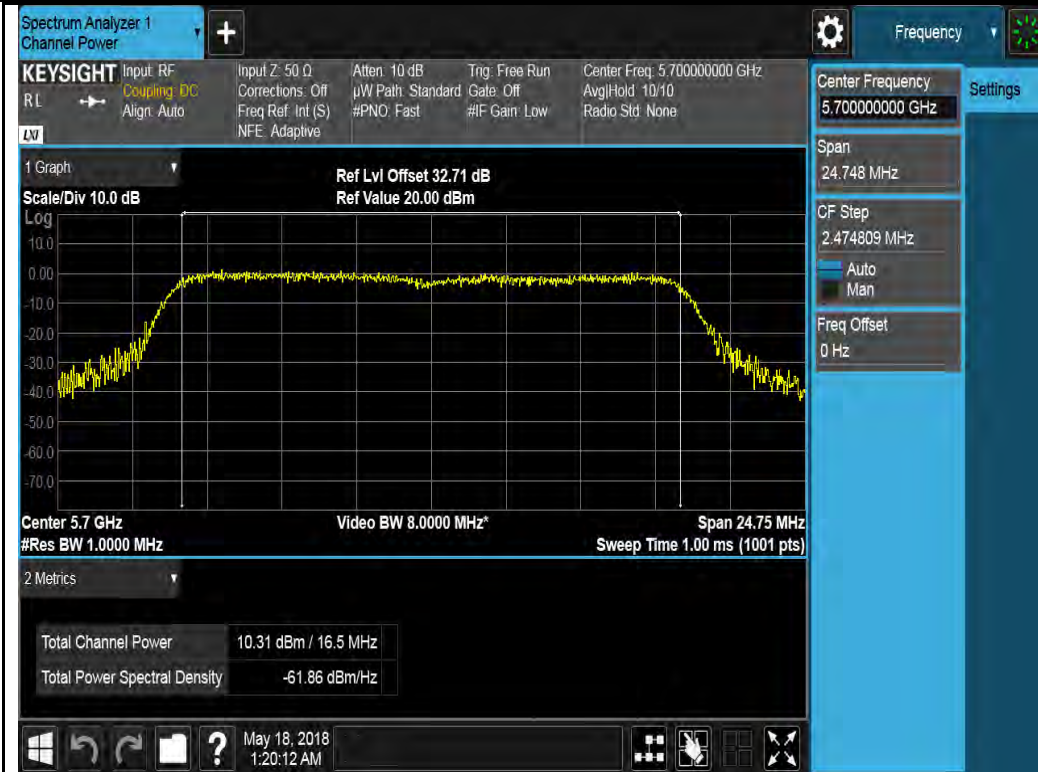 Spectrum Analyzer 1
Channel Power
+
Frequency
KEYSIGHT
RL
LXI
Input: RF
Coupling: DC
Align: Auto
Input Z: 50 Ω
Corrections: Off
Freq Ref: Int (S)
NFE: Adaptive
Atten: 10 dB
µW Path: Standard
#PNO: Fast
Trig: Free Run
Gate: Off
#IF Gain: Low
Center Freq: 5.700000000 GHz
Avg|Hold: 10/10
Radio Std: None
Center Frequency
5.700000000 GHz
Settings
Span
24.748 MHz
CF Step
2.474809 MHz
Auto
Man
Freq Offset
0 Hz
1 Graph
Scale/Div 10.0 dB
Ref Lvl Offset 32.71 dB
Ref Value 20.00 dBm
Log
10.0
0.00
-10.0
-20.0
-30.0
-40.0
-50.0
-60.0
-70.0
Center 5.7 GHz
#Res BW 1.0000 MHz
Video BW 8.0000 MHz*
Span 24.75 MHz
Sweep Time 1.00 ms (1001 pts)
2 Metrics
Total Channel Power 10.31 dBm / 16.5 MHz
Total Power Spectral Density -61.86 dBm/Hz
?
May 18, 2018
1:20:12 AM